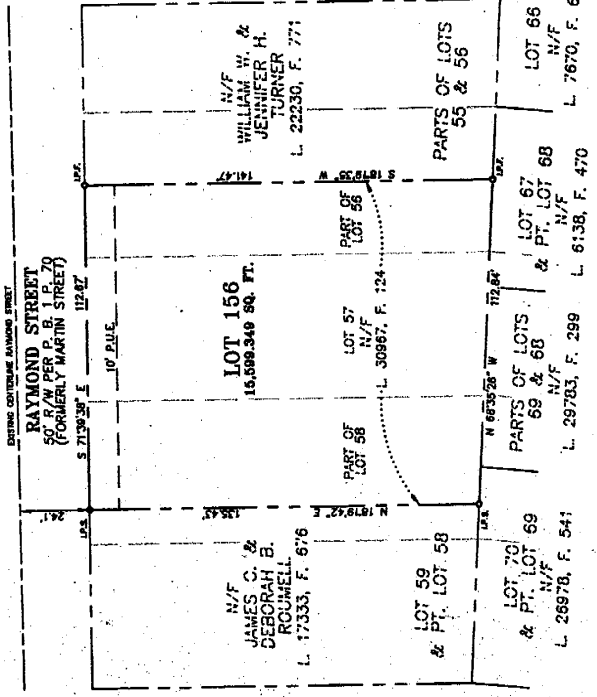 EXISTING CENTERLINE RAYMOND STREET
RAYMOND STREET
50' R/W PER P. B. 1 P. 70
(FORMERLY MARTIN STREET)
24.1'
S 71°39'38" E
112.87'
I.P.S.
I.P.F.
10' P.U.E.
LOT 156
15,599.349 SQ. FT.
N/F
WILLIAM W. &
JENNIFER H.
TURNER
L. 22230, F. 771
PARTS OF LOTS
55 & 56
141.47'
S 18°19'35" W
PART OF
LOT 56
LOT 57
N/F
L. 30967, F. 124
PART OF
LOT 58
135.43'
N 18°19'42" E
N/F
JAMES C. &
DEBORAH B.
ROUMELL
L. 17333, F. 676
LOT 59
& PT. LOT 58
I.P.S.
N 68°35'28" W
112.84'
I.P.F.
LOT 70
& PT. LOT 69
N/F
L. 26978, F. 541
PARTS OF LOTS
69 & 68
N/F
L. 29783, F. 299
LOT 67
& PT. LOT 68
N/F
L. 6138, F. 470
LOT 66
N/F
L. 7670, F. 6